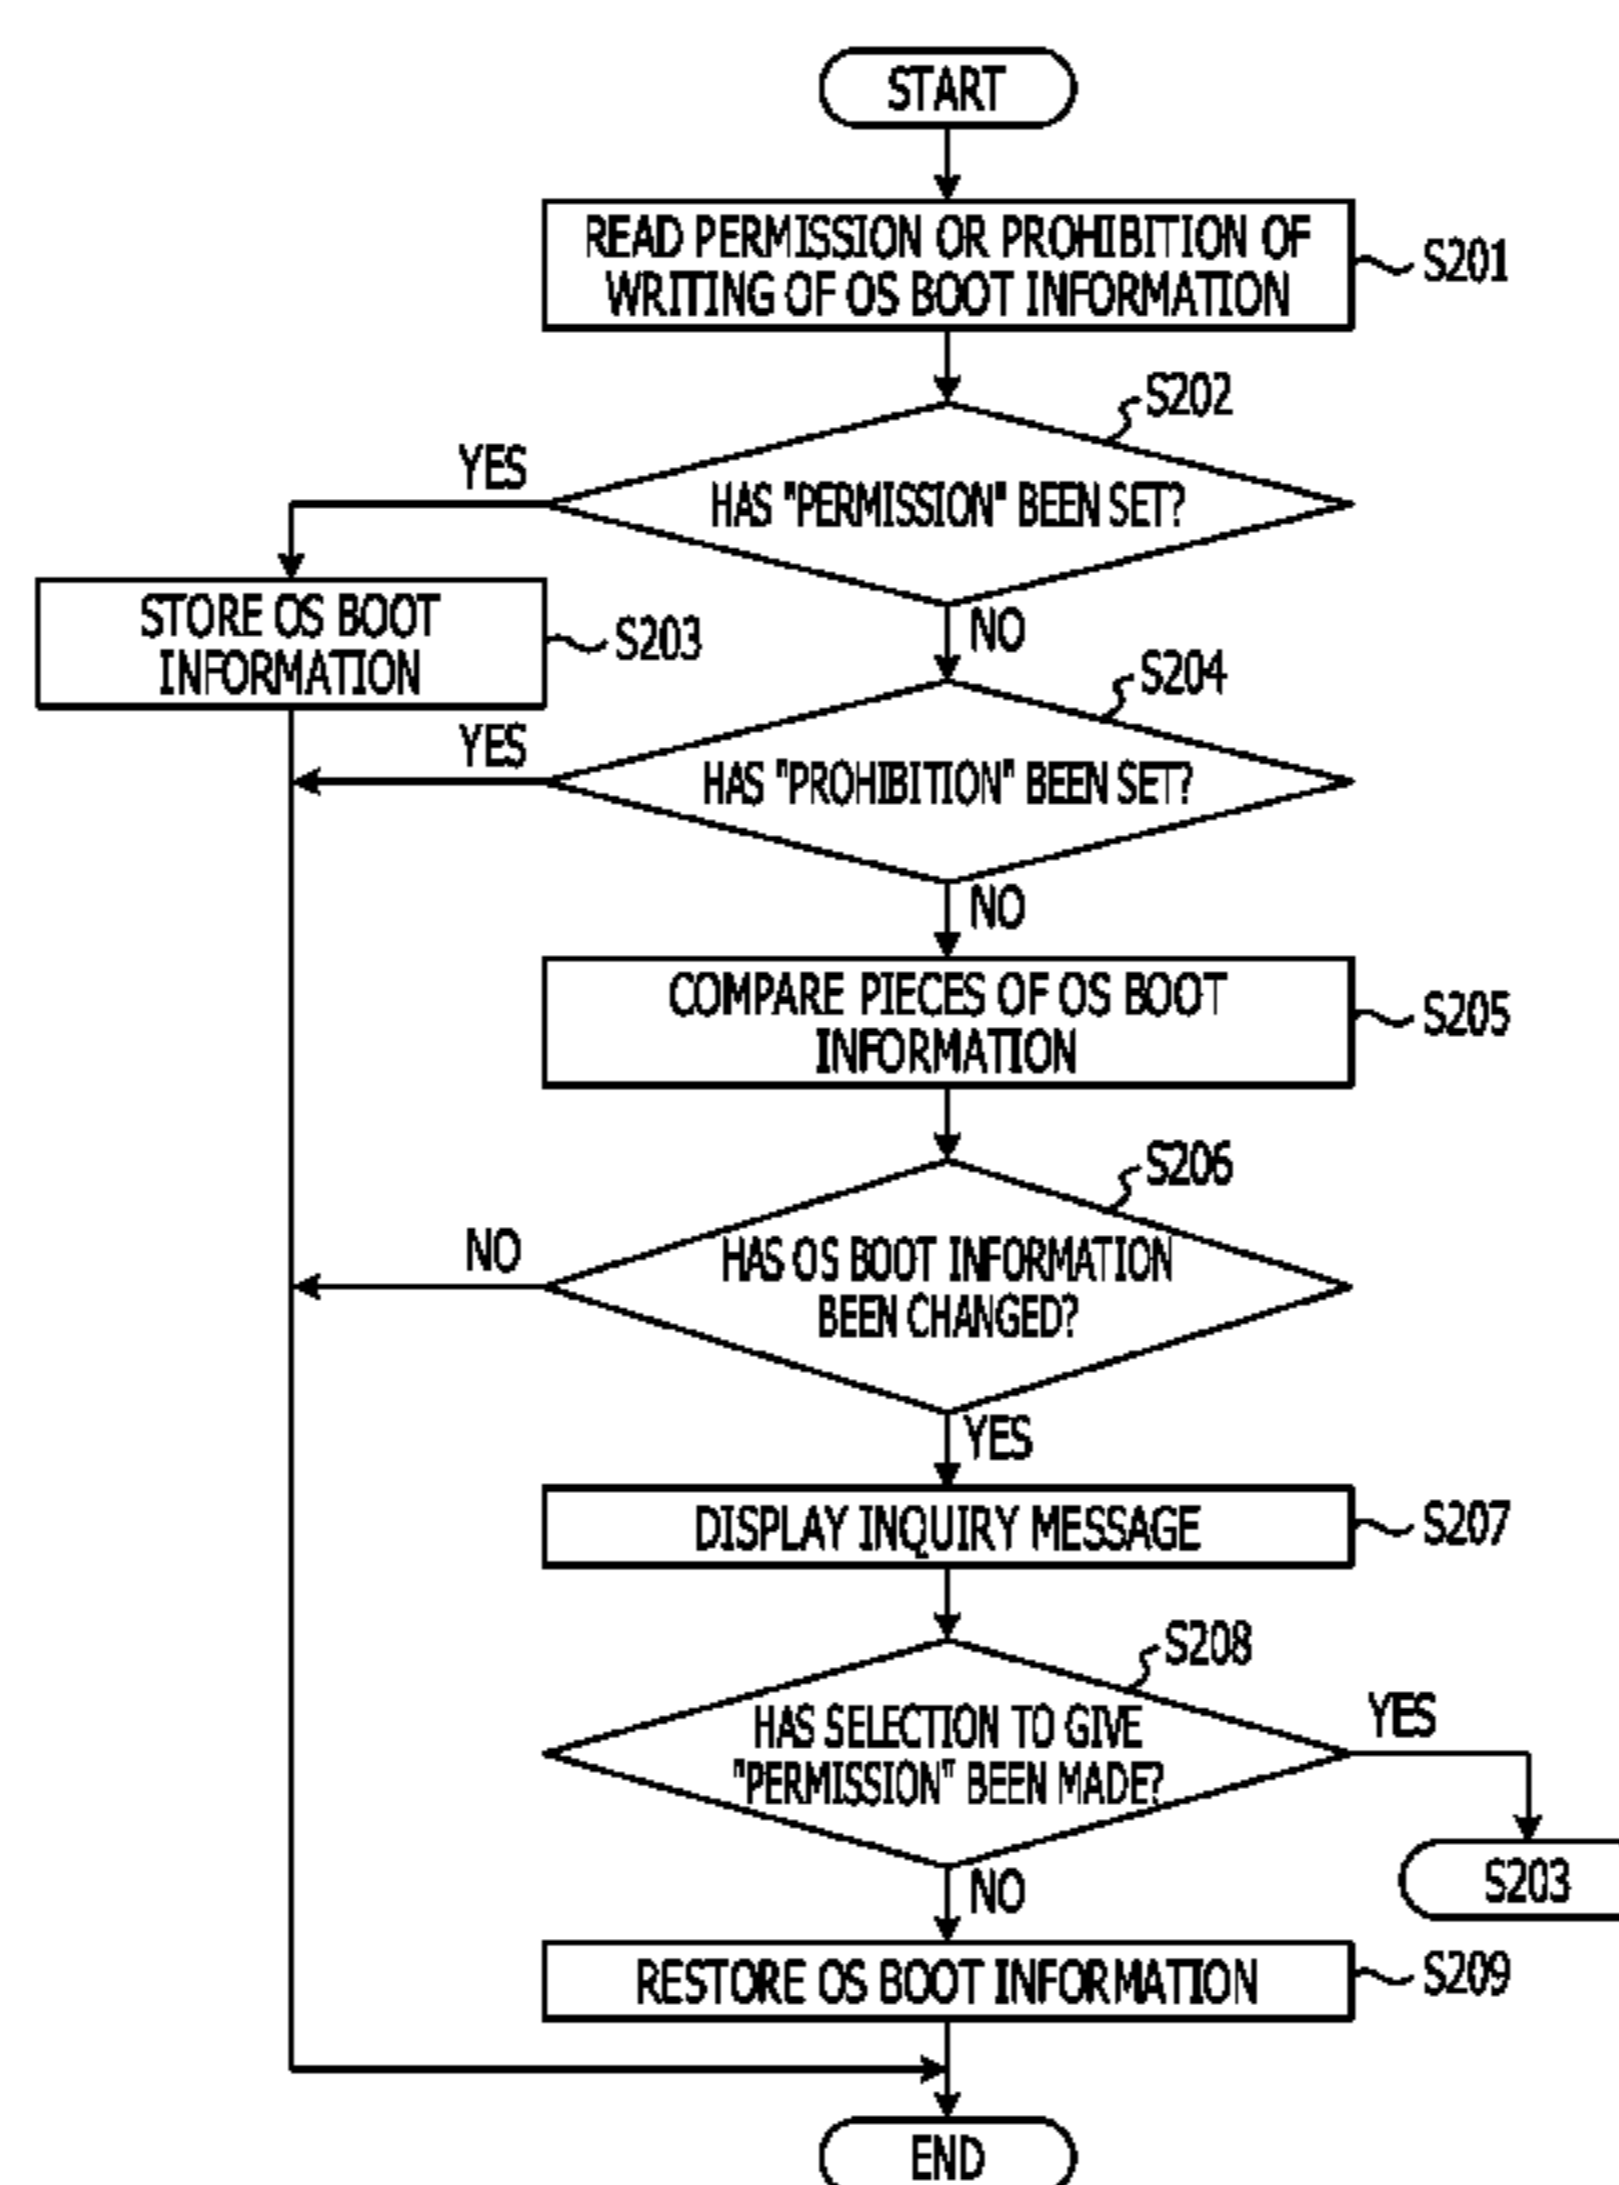 START
READ PERMISSION OR PROHIBITION OF
WRITING OF OS BOOT INFORMATION
S201
S202
YES
HAS "PERMISSION" BEEN SET?
STORE OS BOOT
INFORMATION
S203
NO
S204
YES
HAS "PROHIBITION" BEEN SET?
NO
COMPARE PIECES OF OS BOOT
INFORMATION
S205
S206
NO
HAS OS BOOT INFORMATION
BEEN CHANGED?
YES
DISPLAY INQUIRY MESSAGE
S207
S208
HAS SELECTION TO GIVE
"PERMISSION" BEEN MADE?
YES
S203
NO
RESTORE OS BOOT INFORMATION
S209
END